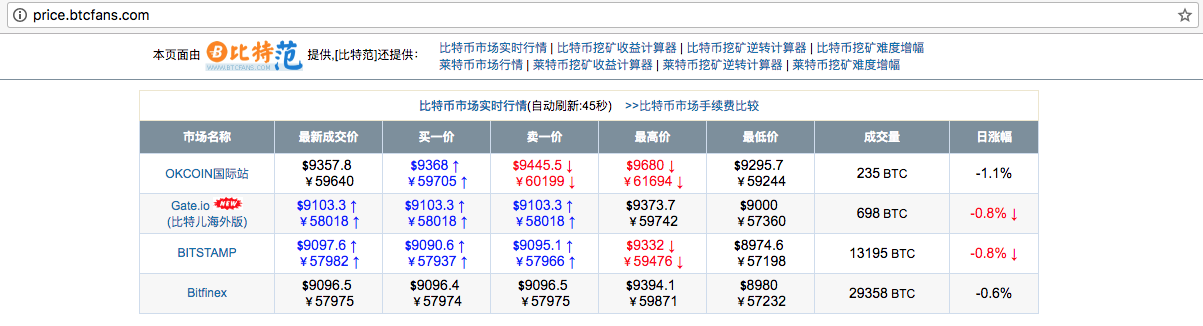 price.btcfans.com
本页面由 比特范 WWW.BTCFANS.COM 提供,[比特范]还提供：
比特币市场实时行情 | 比特币挖矿收益计算器 | 比特币挖矿逆转计算器 | 比特币挖矿难度增幅
莱特币市场行情 | 莱特币挖矿收益计算器 | 莱特币挖矿逆转计算器 | 莱特币挖矿难度增幅
比特币市场实时行情(自动刷新:45秒) >>比特币市场手续费比较
市场名称 最新成交价 买一价 卖一价 最高价 最低价 成交量 日涨幅
OKCOIN国际站 $9357.8 $9368↑ $9445.5↓ $9680↓ $9295.7 235 BTC -1.1%
￥59640 ￥59705↑ ￥60199↓ ￥61694↓ ￥59244
Gate.io NEW $9103.3↑ $9103.3↑ $9103.3↑ $9373.7 $9000 698 BTC -0.8%↓
(比特儿海外版) ￥58018↑ ￥58018↑ ￥58018↑ ￥59742 ￥57360
BITSTAMP $9097.6↑ $9090.6↑ $9095.1↑ $9332↓ $8974.6 13195 BTC -0.8%↓
￥57982↑ ￥57937↑ ￥57966↑ ￥59476↓ ￥57198
Bitfinex $9096.5 $9096.4 $9096.5 $9394.1 $8980 29358 BTC -0.6%
￥57975 ￥57974 ￥57975 ￥59871 ￥57232